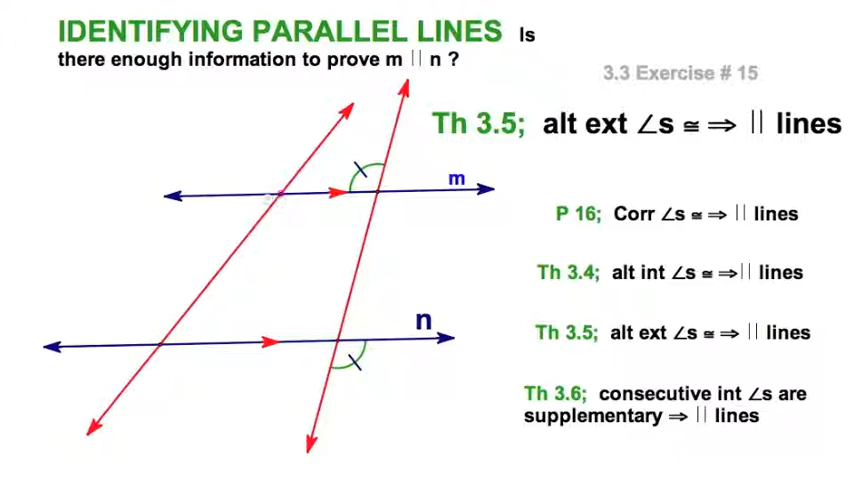 IDENTIFYING PARALLEL LINES Is
there enough information to prove m || n ?
3.3 Exercise # 15
Th 3.5; alt ext ∠s ≅ ⇒ || lines
m
P 16; Corr ∠s ≅ ⇒ || lines
Th 3.4; alt int ∠s ≅ ⇒|| lines
n
Th 3.5; alt ext ∠s ≅ ⇒ || lines
Th 3.6; consecutive int ∠s are
supplementary ⇒ || lines